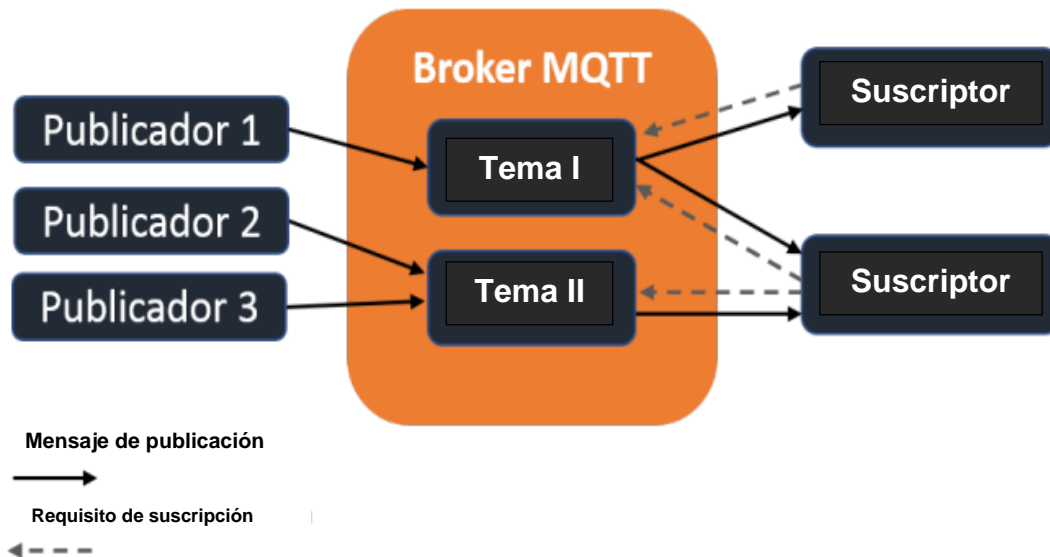 Broker MQTT
Publicador 1
Publicador 2
Publicador 3
Tema I
Tema II
Suscriptor
Suscriptor
Mensaje de publicación
Requisito de suscripción